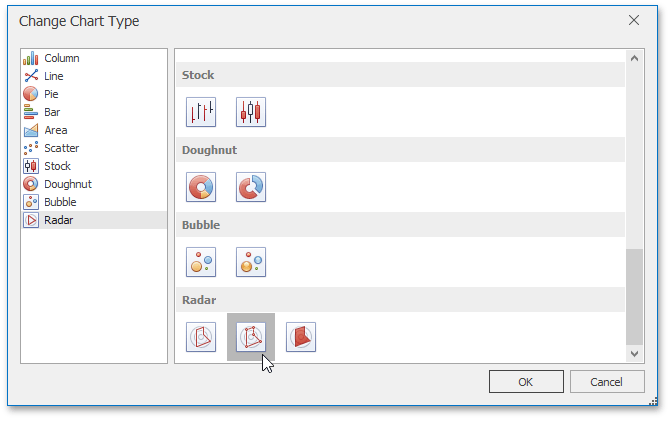 Change Chart Type
Column
Line
Pie
Bar
Area
Scatter
Stock
Doughnut
Bubble
Radar
Stock
Doughnut
Bubble
Radar
OK
Cancel